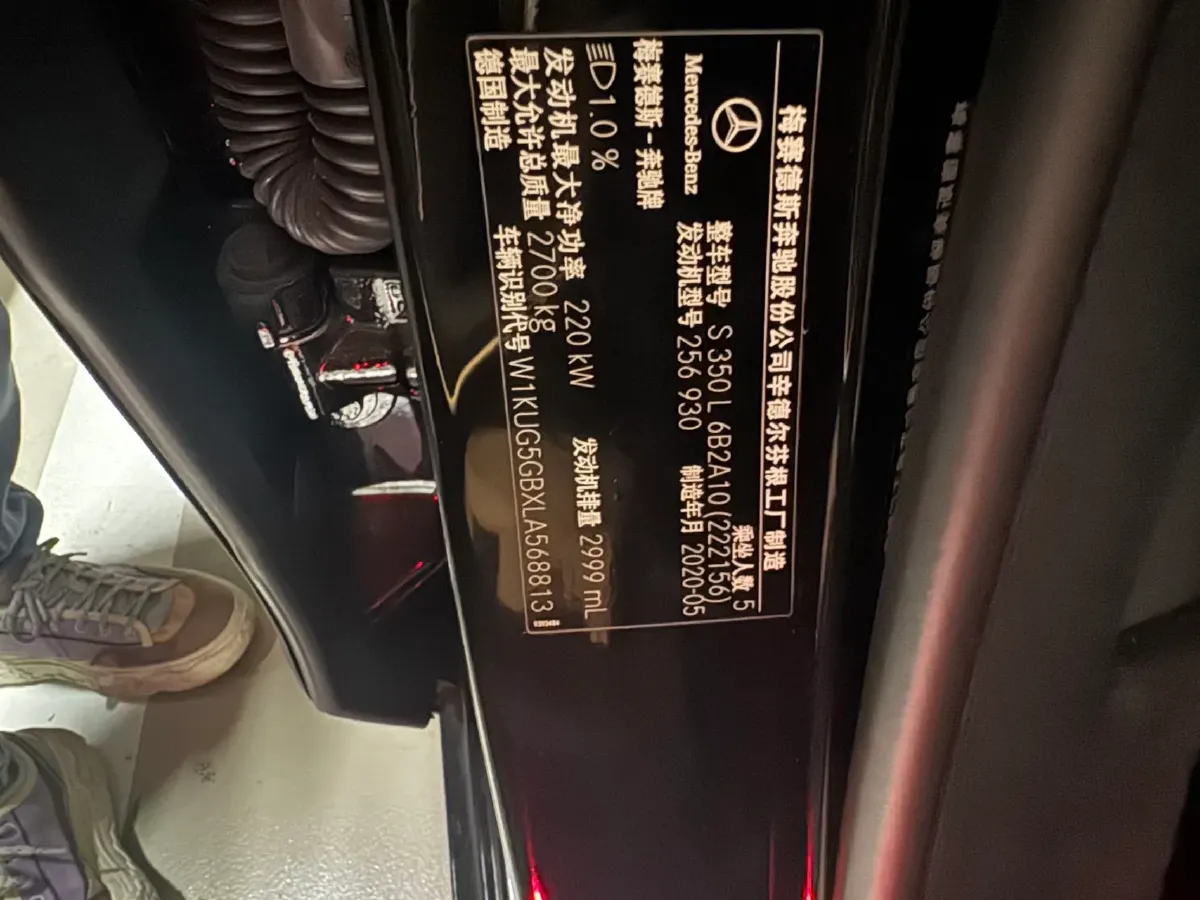 梅赛德斯奔驰股份公司辛德尔芬根工厂制造
Mercedes-Benz
乘坐人数 5
整车型号 S 350 L 6B2A10 (222156)
发动机型号 256 930 制造年月 2020-05
梅赛德斯-奔驰牌
1.0 %
发动机最大净功率 220 kW 发动机排量 2999 mL
最大允许总质量 2700 kg
德国制造 车辆识别代号 W1KUG5GBXLA568813